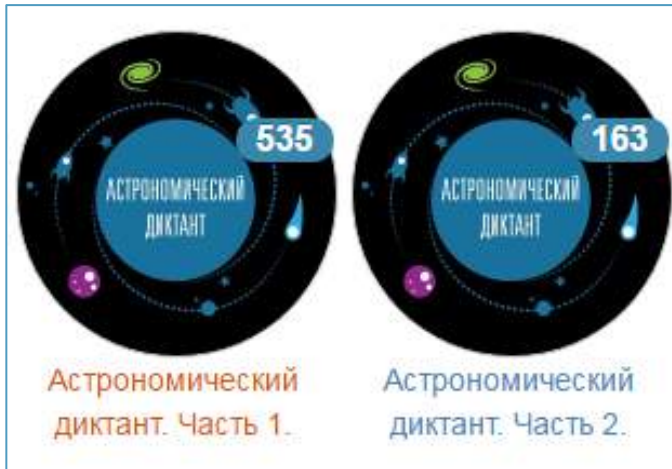 535
АСТРОНОМИЧЕСКИЙ
ДИКТАНТ
Астрономический
диктант. Часть 1.
163
АСТРОНОМИЧЕСКИЙ
ДИКТАНТ
Астрономический
диктант. Часть 2.